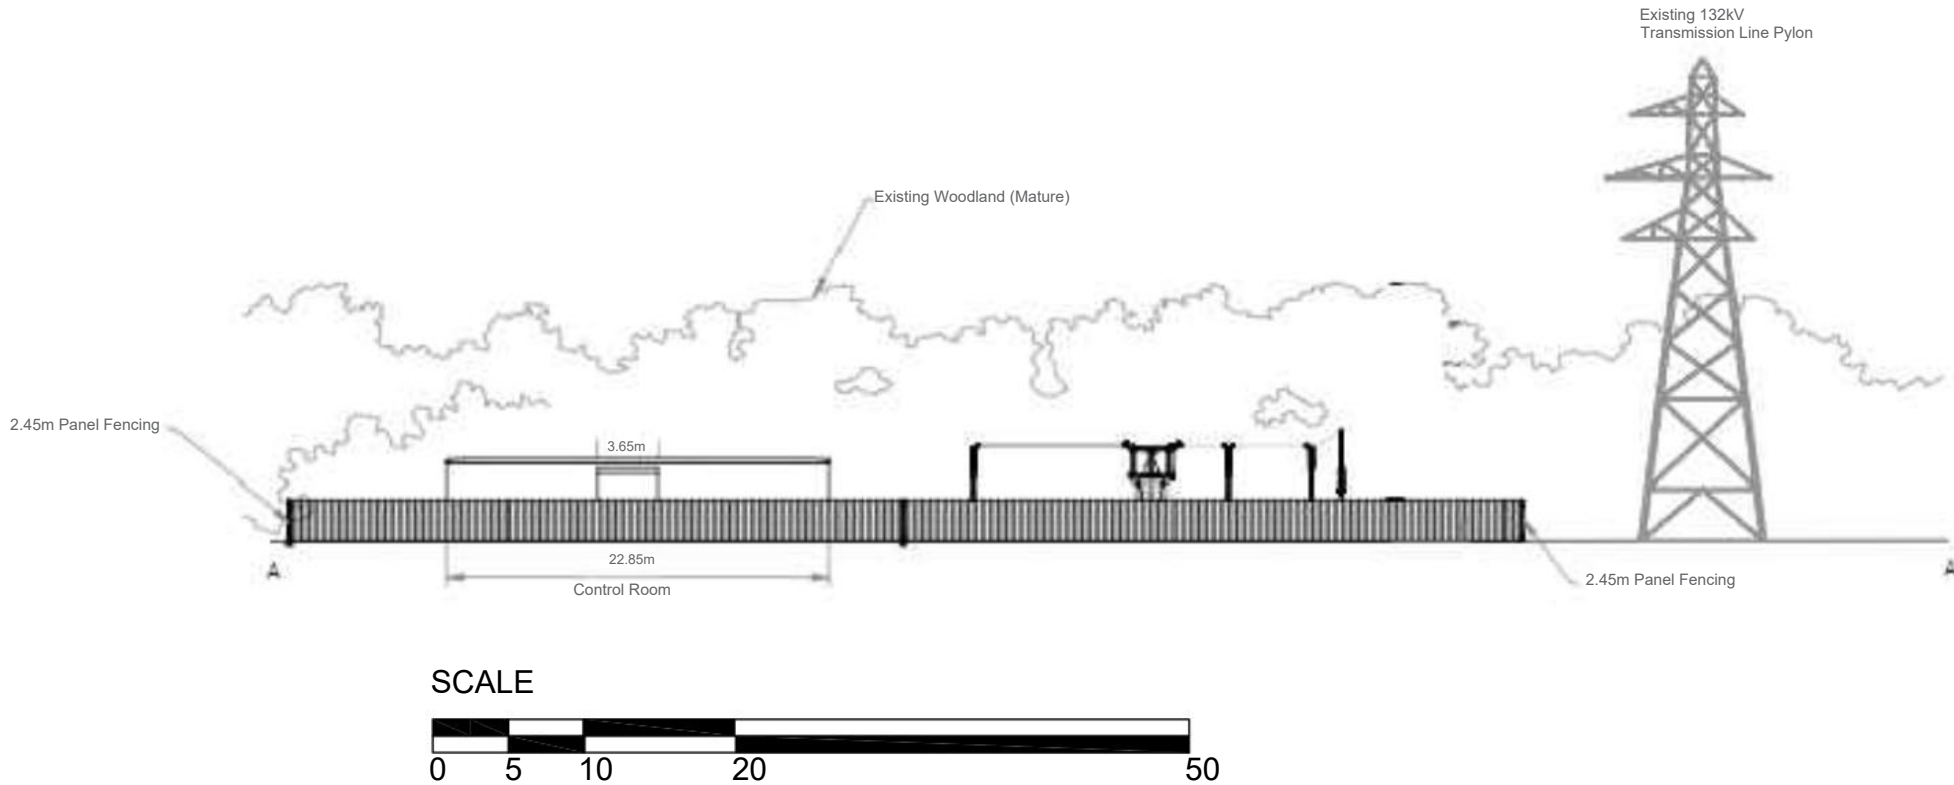 Existing 132kV
Transmission Line Pylon
Existing Woodland (Mature)
2.45m Panel Fencing
3.65m
22.85m
Control Room
A
A
2.45m Panel Fencing
SCALE
0 5 10 20 50